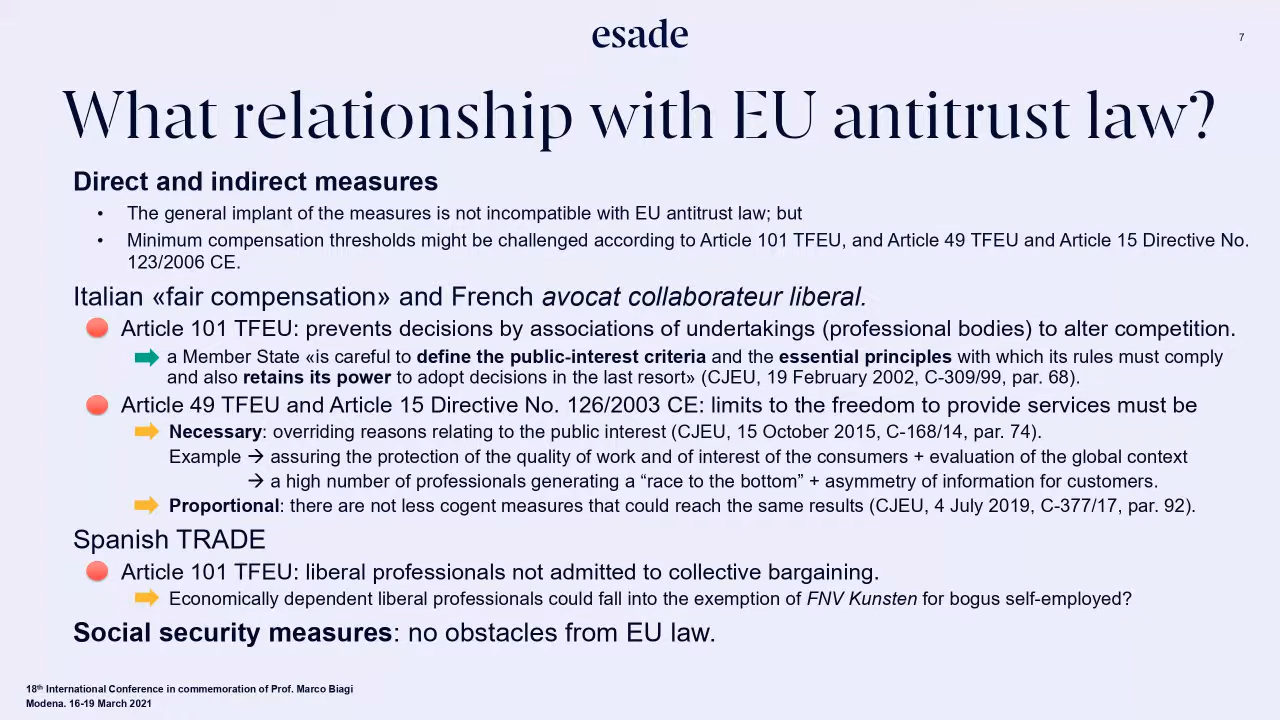 esade
7
What relationship with EU antitrust law?
Direct and indirect measures
• The general implant of the measures is not incompatible with EU antitrust law; but
• Minimum compensation thresholds might be challenged according to Article 101 TFEU, and Article 49 TFEU and Article 15 Directive No.
123/2006 CE.
Italian «fair compensation» and French avocat collaborateur liberal.
Article 101 TFEU: prevents decisions by associations of undertakings (professional bodies) to alter competition.
a Member State «is careful to define the public-interest criteria and the essential principles with which its rules must comply
and also retains its power to adopt decisions in the last resort» (CJEU, 19 February 2002, C-309/99, par. 68).
Article 49 TFEU and Article 15 Directive No. 126/2003 CE: limits to the freedom to provide services must be
Necessary: overriding reasons relating to the public interest (CJEU, 15 October 2015, C-168/14, par. 74).
Example → assuring the protection of the quality of work and of interest of the consumers + evaluation of the global context
→ a high number of professionals generating a “race to the bottom” + asymmetry of information for customers.
Proportional: there are not less cogent measures that could reach the same results (CJEU, 4 July 2019, C-377/17, par. 92).
Spanish TRADE
Article 101 TFEU: liberal professionals not admitted to collective bargaining.
Economically dependent liberal professionals could fall into the exemption of FNV Kunsten for bogus self-employed?
Social security measures: no obstacles from EU law.
18th International Conference in commemoration of Prof. Marco Biagi
Modena. 16-19 March 2021